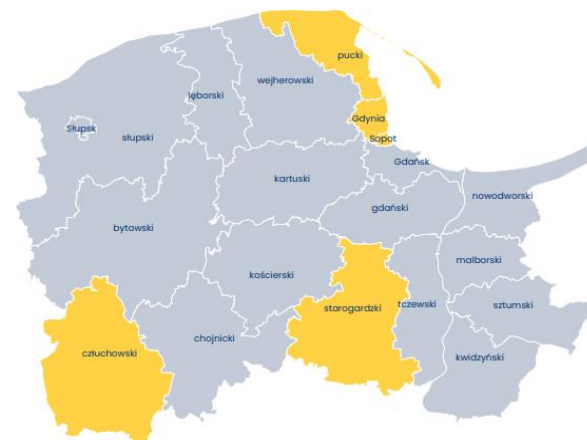 pucki
wejherowski
lęborski
Gdynia
Słupsk
słupski
Sopot
Gdańsk
kartuski
nowodworski
gdański
bytowski
malborski
kościerski
starogardzki
tczewski
sztumski
chojnicki
człuchowski
kwidzyński